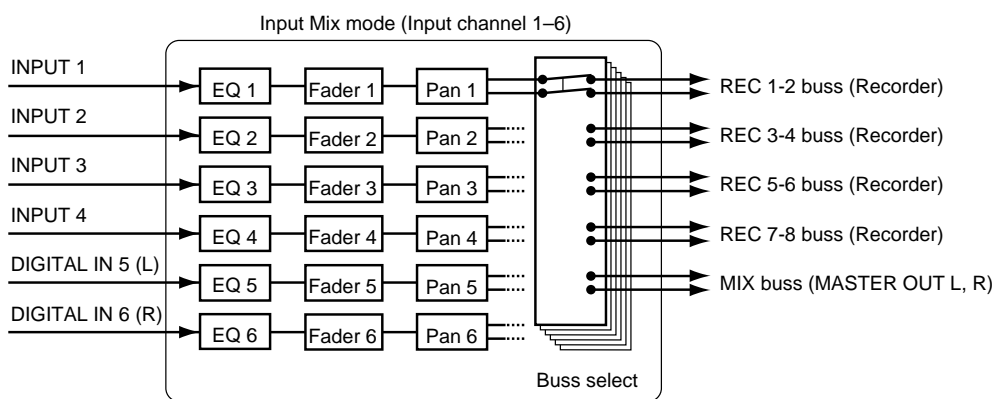 Input Mix mode (Input channel 1–6)
INPUT 1
EQ 1
Fader 1
Pan 1
REC 1-2 buss (Recorder)
INPUT 2
EQ 2
Fader 2
Pan 2
REC 3-4 buss (Recorder)
INPUT 3
EQ 3
Fader 3
Pan 3
REC 5-6 buss (Recorder)
INPUT 4
EQ 4
Fader 4
Pan 4
REC 7-8 buss (Recorder)
DIGITAL IN 5 (L)
EQ 5
Fader 5
Pan 5
MIX buss (MASTER OUT L, R)
DIGITAL IN 6 (R)
EQ 6
Fader 6
Pan 6
Buss select